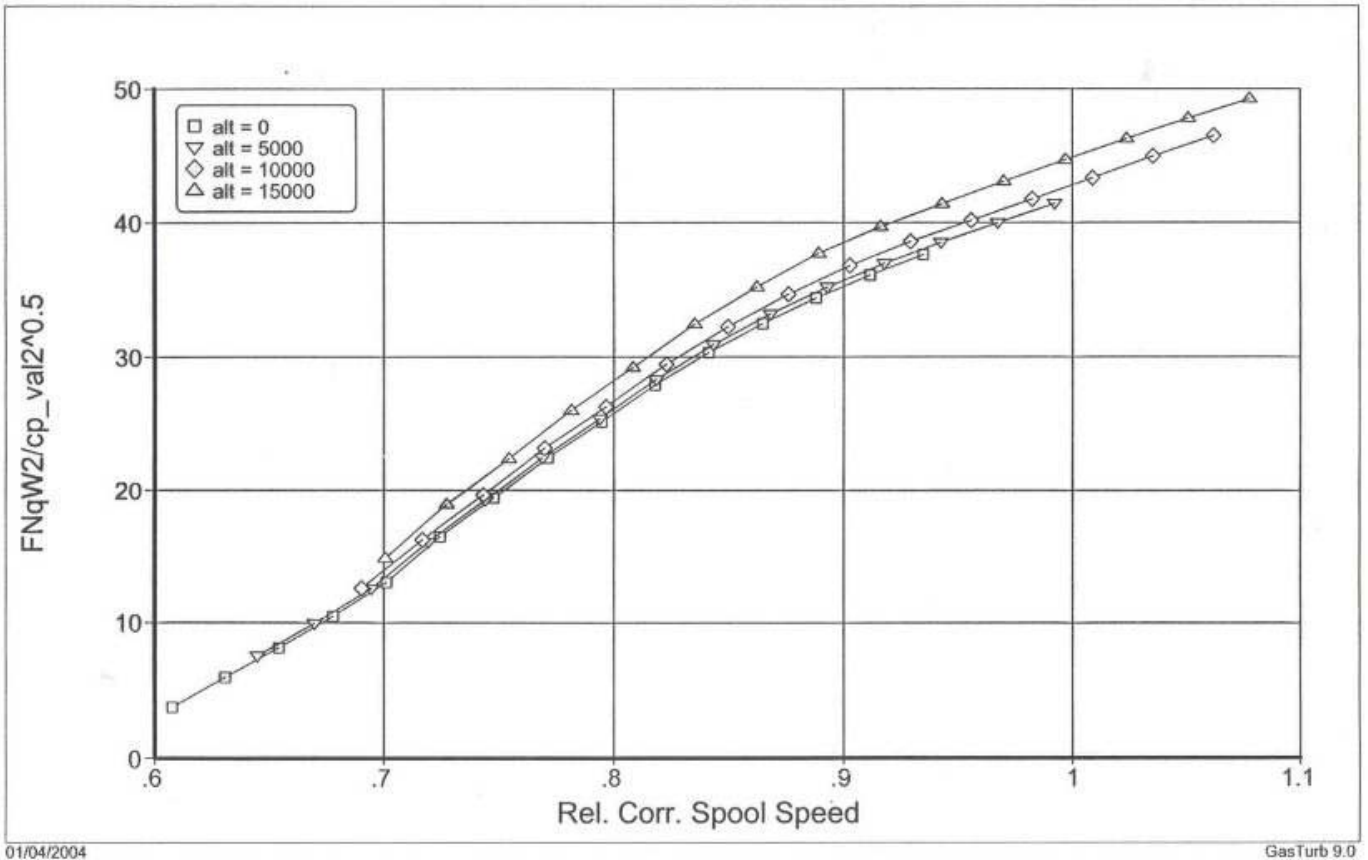 50
40
30
20
10
0
FNqW2/cp_val2^0.5
alt = 0
alt = 5000
alt = 10000
alt = 15000
.6 .7 .8 .9 1 1.1
Rel. Corr. Spool Speed
01/04/2004 GasTurb 9.0